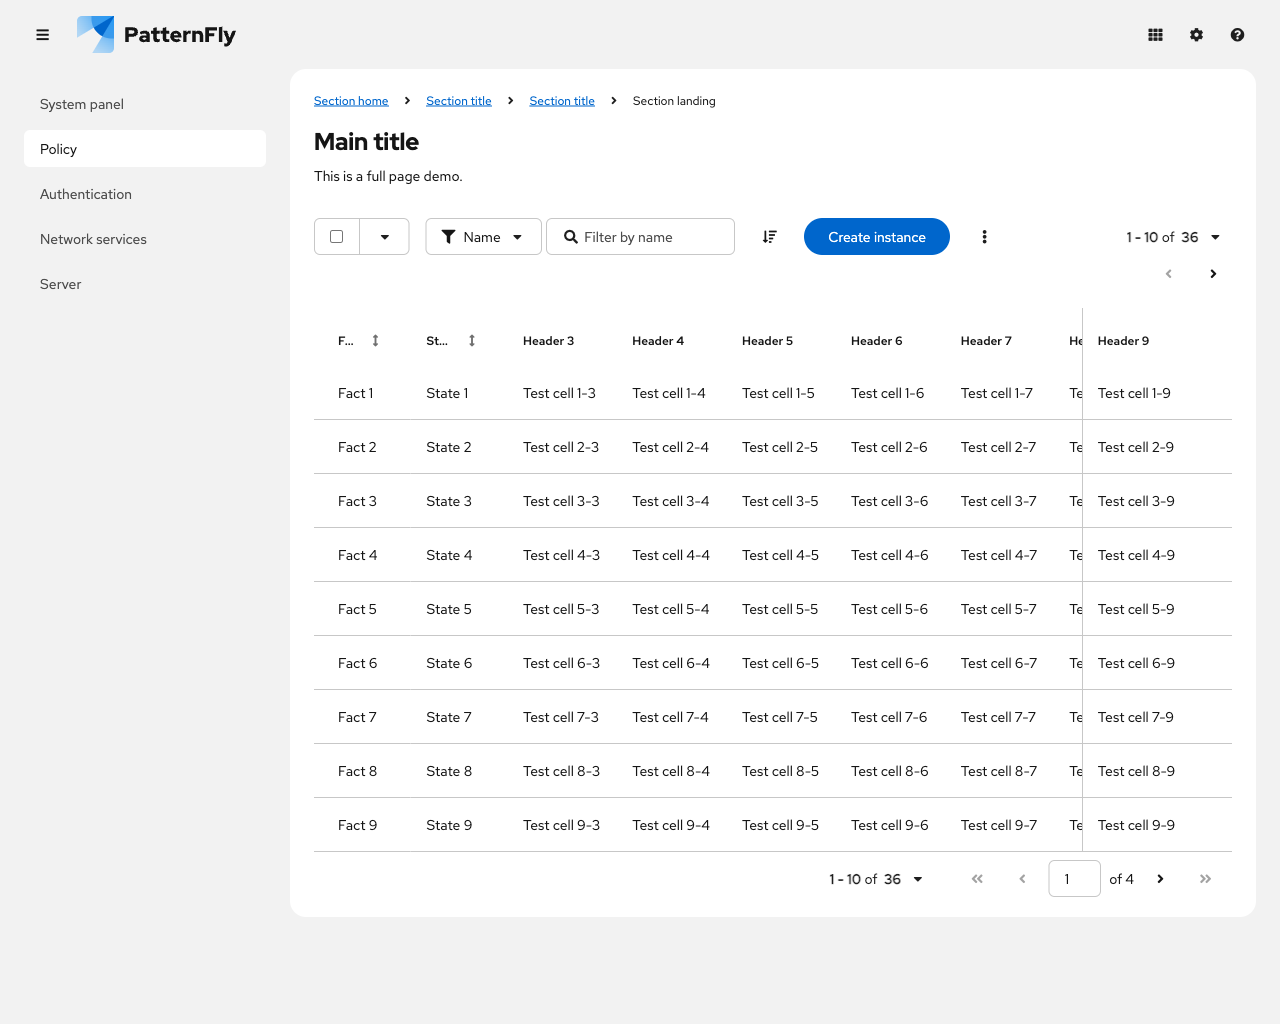 PatternFly
System panel
Policy
Authentication
Network services
Server
Section home Section title Section title Section landing
Main title
This is a full page demo.
Name Filter by name Create instance 1 - 10 of 36
F... St... Header 3 Header 4 Header 5 Header 6 Header 7 He Header 9
Fact 1 State 1 Test cell 1-3 Test cell 1-4 Test cell 1-5 Test cell 1-6 Test cell 1-7 Te Test cell 1-9
Fact 2 State 2 Test cell 2-3 Test cell 2-4 Test cell 2-5 Test cell 2-6 Test cell 2-7 Te Test cell 2-9
Fact 3 State 3 Test cell 3-3 Test cell 3-4 Test cell 3-5 Test cell 3-6 Test cell 3-7 Te Test cell 3-9
Fact 4 State 4 Test cell 4-3 Test cell 4-4 Test cell 4-5 Test cell 4-6 Test cell 4-7 Te Test cell 4-9
Fact 5 State 5 Test cell 5-3 Test cell 5-4 Test cell 5-5 Test cell 5-6 Test cell 5-7 Te Test cell 5-9
Fact 6 State 6 Test cell 6-3 Test cell 6-4 Test cell 6-5 Test cell 6-6 Test cell 6-7 Te Test cell 6-9
Fact 7 State 7 Test cell 7-3 Test cell 7-4 Test cell 7-5 Test cell 7-6 Test cell 7-7 Te Test cell 7-9
Fact 8 State 8 Test cell 8-3 Test cell 8-4 Test cell 8-5 Test cell 8-6 Test cell 8-7 Te Test cell 8-9
Fact 9 State 9 Test cell 9-3 Test cell 9-4 Test cell 9-5 Test cell 9-6 Test cell 9-7 Te Test cell 9-9
1 - 10 of 36 1 of 4